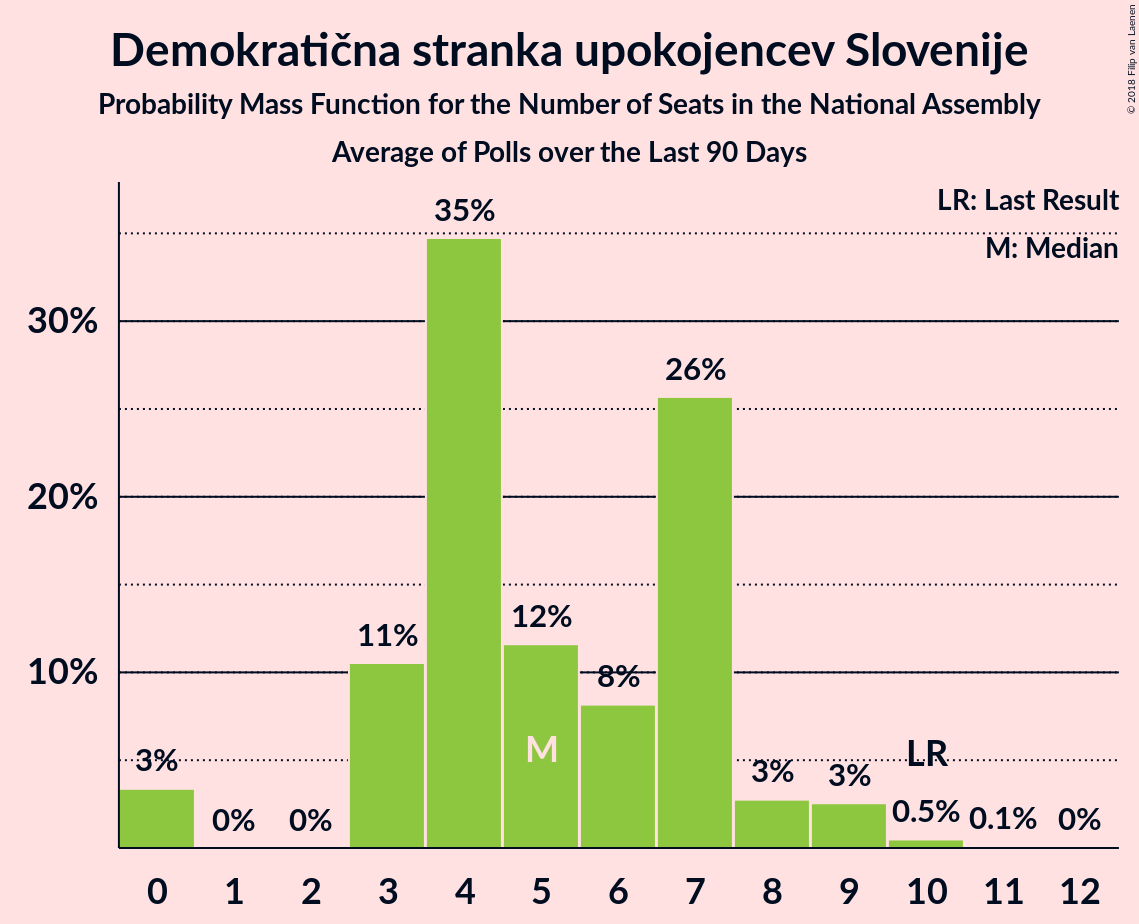 Demokratična stranka upokojencev Slovenije
Probability Mass Function for the Number of Seats in the National Assembly
Average of Polls over the Last 90 Days
© 2018 Filip van Laenen
LR: Last Result
M: Median
35%
30%
26%
20%
12%
11%
10%
8%
M
LR
3%
3%
3%
0%
0%
0.5%
0.1%
0%
0 1 2 3 4 5 6 7 8 9 10 11 12